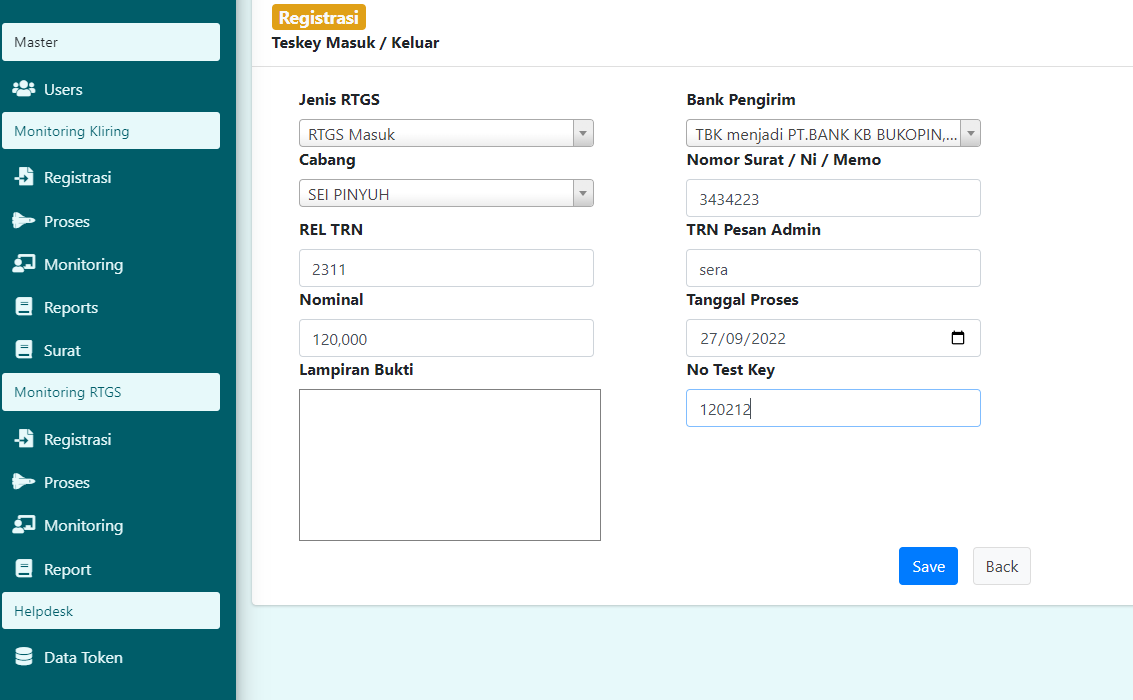 Master
Users
Monitoring Kliring
Registrasi
Proses
Monitoring
Reports
Surat
Monitoring RTGS
Registrasi
Proses
Monitoring
Report
Helpdesk
Data Token
Registrasi
Teskey Masuk / Keluar
Jenis RTGS
RTGS Masuk
Bank Pengirim
TBK menjadi PT.BANK KB BUKOPIN,...
Cabang
SEI PINYUH
Nomor Surat / Ni / Memo
3434223
REL TRN
2311
TRN Pesan Admin
sera
Nominal
120,000
Tanggal Proses
27/09/2022
Lampiran Bukti
No Test Key
120212
Save
Back